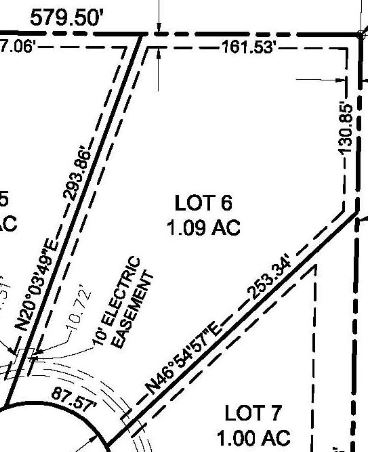 579.50'
7.06'
161.53'
130.85'
293.86'
N20°03'49"E
LOT 6
1.09 AC
5
AC
253.34'
N46°54'57"E
10.72'
10' ELECTRIC
EASEMENT
87.57'
LOT 7
1.00 AC